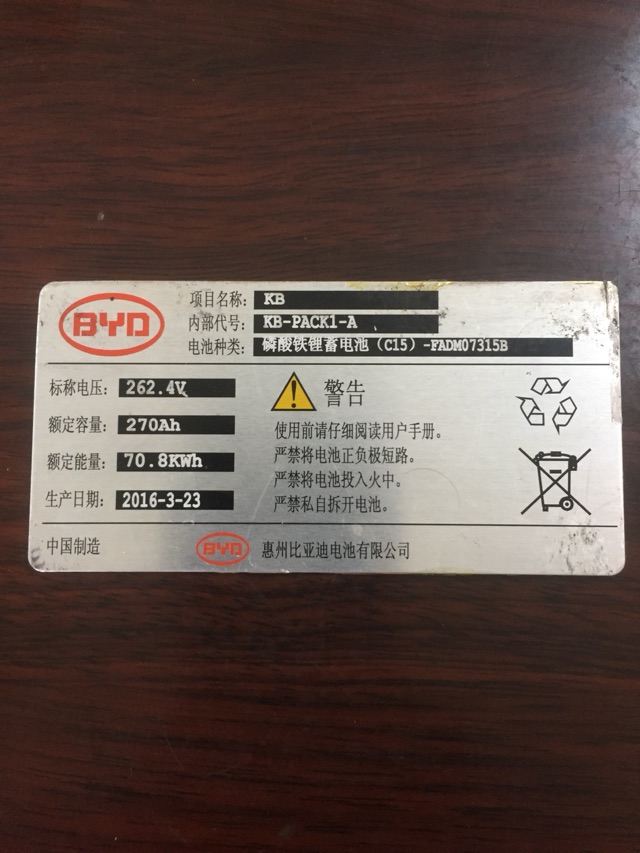 BYD
项目名称: KB
内部代号: KB-PACK1-A
电池种类: 磷酸铁锂蓄电池（C15）-FADM07315B
标称电压: 262.4V
额定容量: 270Ah
额定能量: 70.8KWh
生产日期: 2016-3-23
警告
使用前请仔细阅读用户手册。
严禁将电池正负极短路。
严禁将电池投入火中。
严禁私自拆开电池。
中国制造
BYD 惠州比亚迪电池有限公司